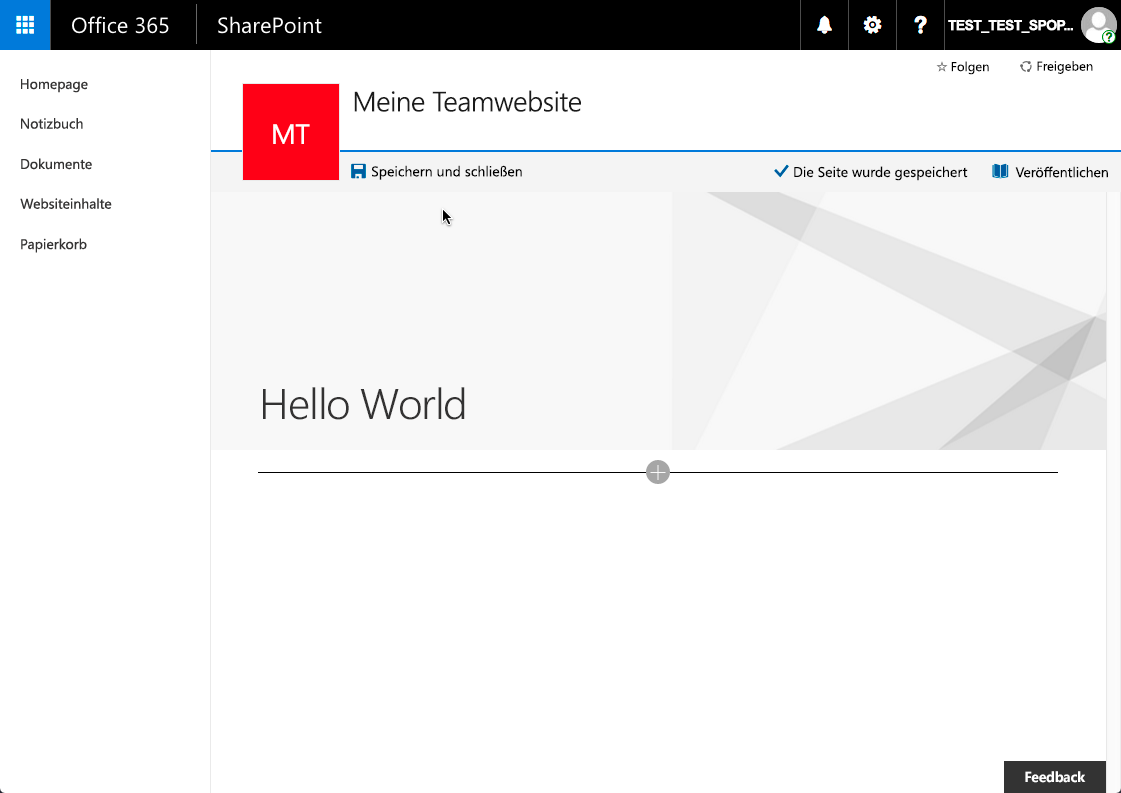 Office 365
SharePoint
?
TEST_TEST_SPOP...
?
Homepage
Notizbuch
Dokumente
Websiteinhalte
Papierkorb
Folgen
Freigeben
MT
Meine Teamwebsite
Speichern und schließen
Die Seite wurde gespeichert
Veröffentlichen
Hello World
Feedback